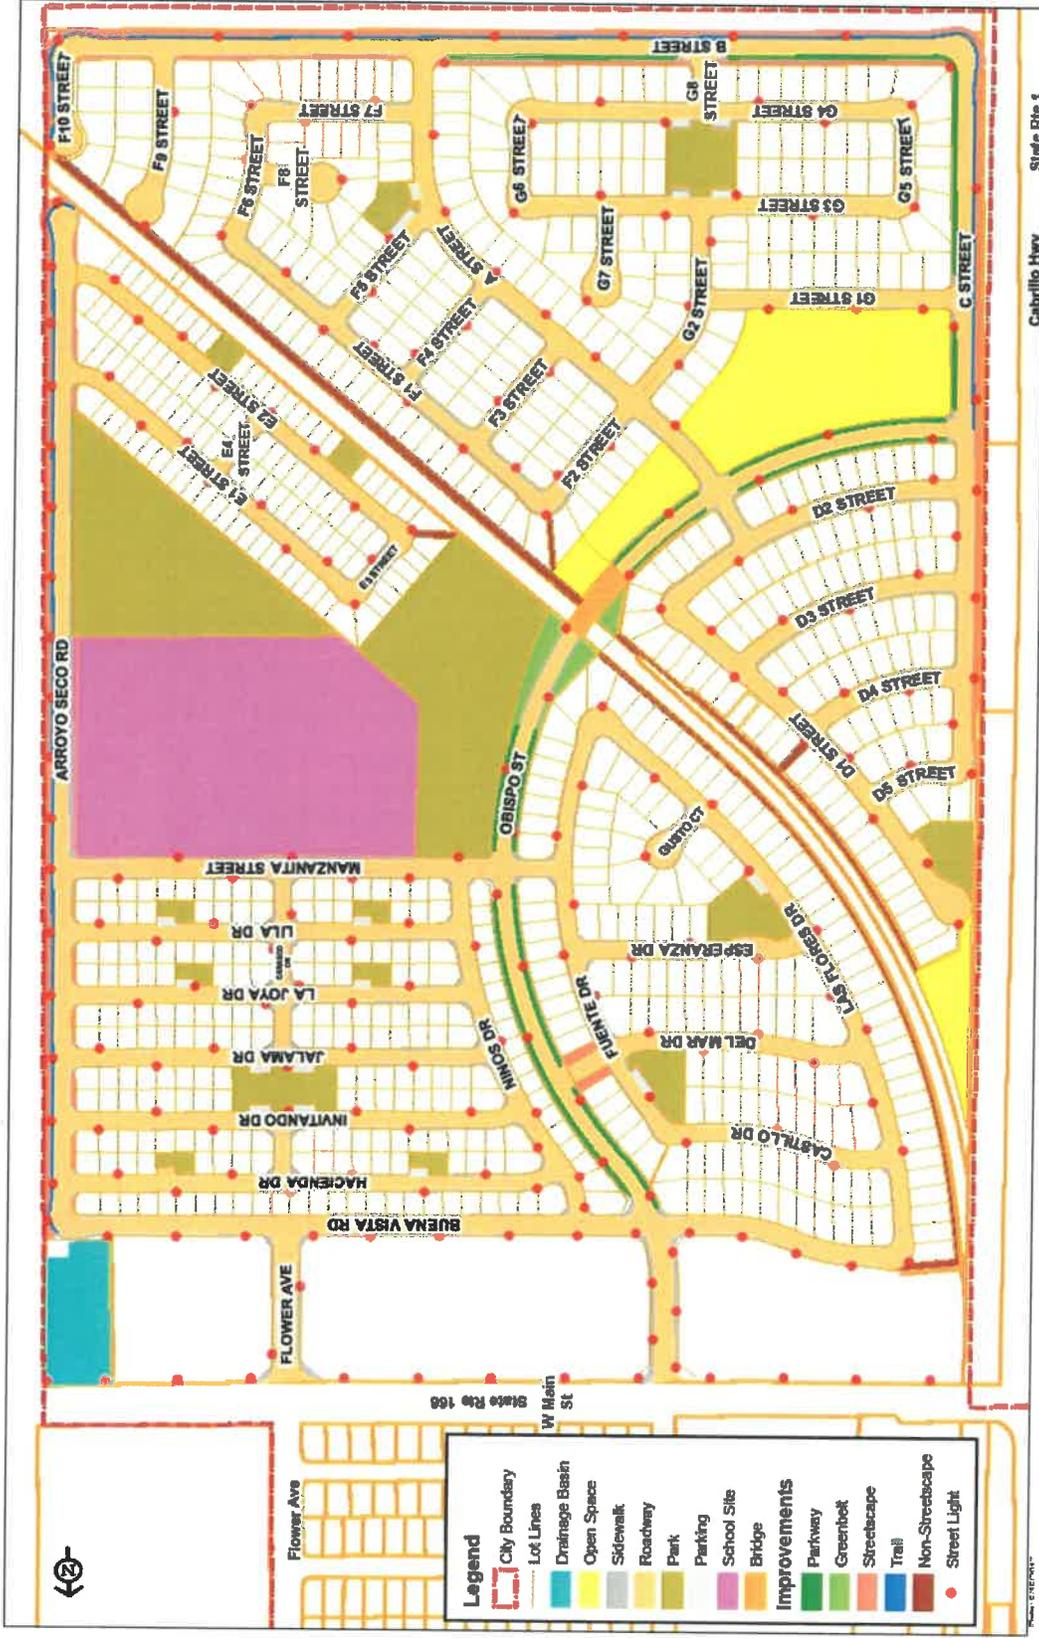 F10 STREET
F9 STREET
B STREET
F7 STREET
F6 STREET
F8
STREET
G8
STREET
G4 STREET
G6 STREET
G5 STREET
G3 STREET
F5 STREET
A STREET
G7 STREET
G2 STREET
G1 STREET
C STREET
Cabrillo Hwy
State Rte 1
F4 STREET
F1 STREET
F3 STREET
F2 STREET
E2 STREET
E4
STREET
E1 STREET
E3 STREET
ARROYO SECO RD
D2 STREET
D3 STREET
D4 STREET
D1 STREET
D5 STREET
OBISPO ST
MANZANITA STREET
GUSTO CT
LILA DR
LA JOYA DR
ESPERANZA DR
LAS FLORES DR
JALAMA DR
NINOS DR
FUENTE DR
DEL MAR DR
INVITANDO DR
CASTILLO DR
HACIENDA DR
BUENA VISTA RD
FLOWER AVE
State Rte 166
W Main
St
Flower Ave
N
Legend
City Boundary
Lot Lines
Drainage Basin
Open Space
Sidewalk
Roadway
Park
Parking
School Site
Bridge
Improvements
Parkway
Greenbelt
Streetscape
Trail
Non-Streetscape
Street Light